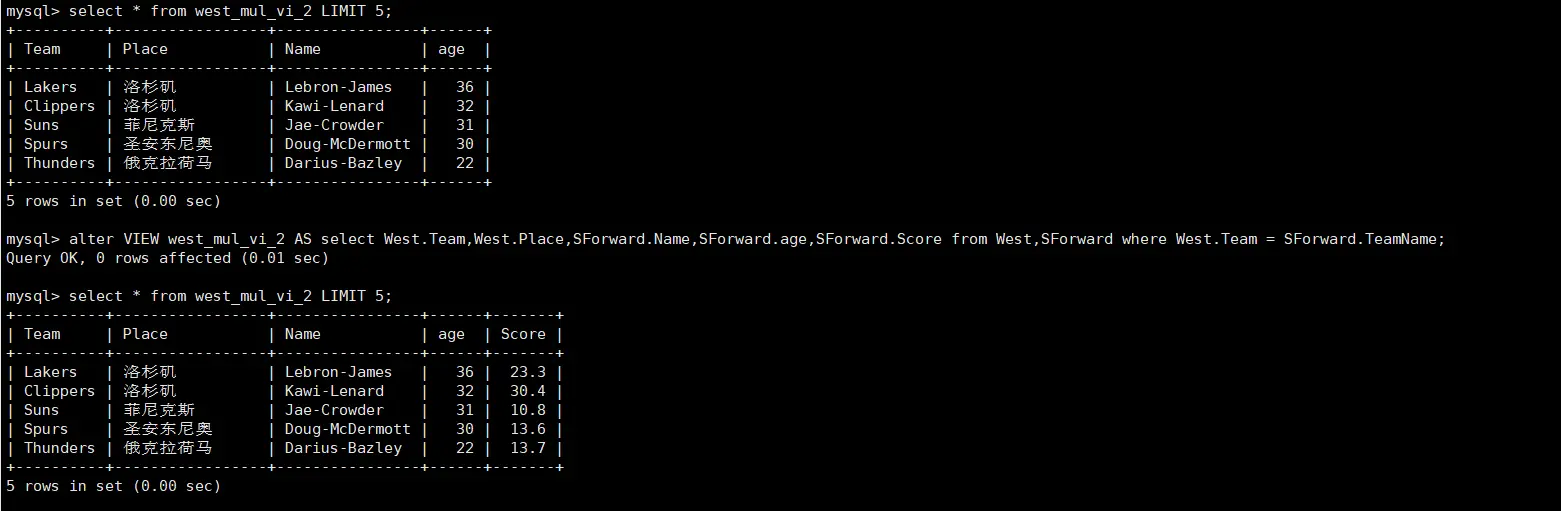 mysql> select * from west_mul_vi_2 LIMIT 5;
+----------+-----------------+----------------+------+
| Team     | Place           | Name           | age  |
+----------+-----------------+----------------+------+
| Lakers   | 洛杉矶          | Lebron-James   |   36 |
| Clippers | 洛杉矶          | Kawi-Lenard    |   32 |
| Suns     | 菲尼克斯        | Jae-Crowder    |   31 |
| Spurs    | 圣安东尼奥      | Doug-McDermott |   30 |
| Thunders | 俄克拉荷马      | Darius-Bazley  |   22 |
+----------+-----------------+----------------+------+
5 rows in set (0.00 sec)
mysql> alter VIEW west_mul_vi_2 AS select West.Team,West.Place,SForward.Name,SForward.age,SForward.Score from West,SForward where West.Team = SForward.TeamName;
Query OK, 0 rows affected (0.01 sec)
mysql> select * from west_mul_vi_2 LIMIT 5;
+----------+-----------------+----------------+------+-------+
| Team     | Place           | Name           | age  | Score |
+----------+-----------------+----------------+------+-------+
| Lakers   | 洛杉矶          | Lebron-James   |   36 |  23.3 |
| Clippers | 洛杉矶          | Kawi-Lenard    |   32 |  30.4 |
| Suns     | 菲尼克斯        | Jae-Crowder    |   31 |  10.8 |
| Spurs    | 圣安东尼奥      | Doug-McDermott |   30 |  13.6 |
| Thunders | 俄克拉荷马      | Darius-Bazley  |   22 |  13.7 |
+----------+-----------------+----------------+------+-------+
5 rows in set (0.00 sec)